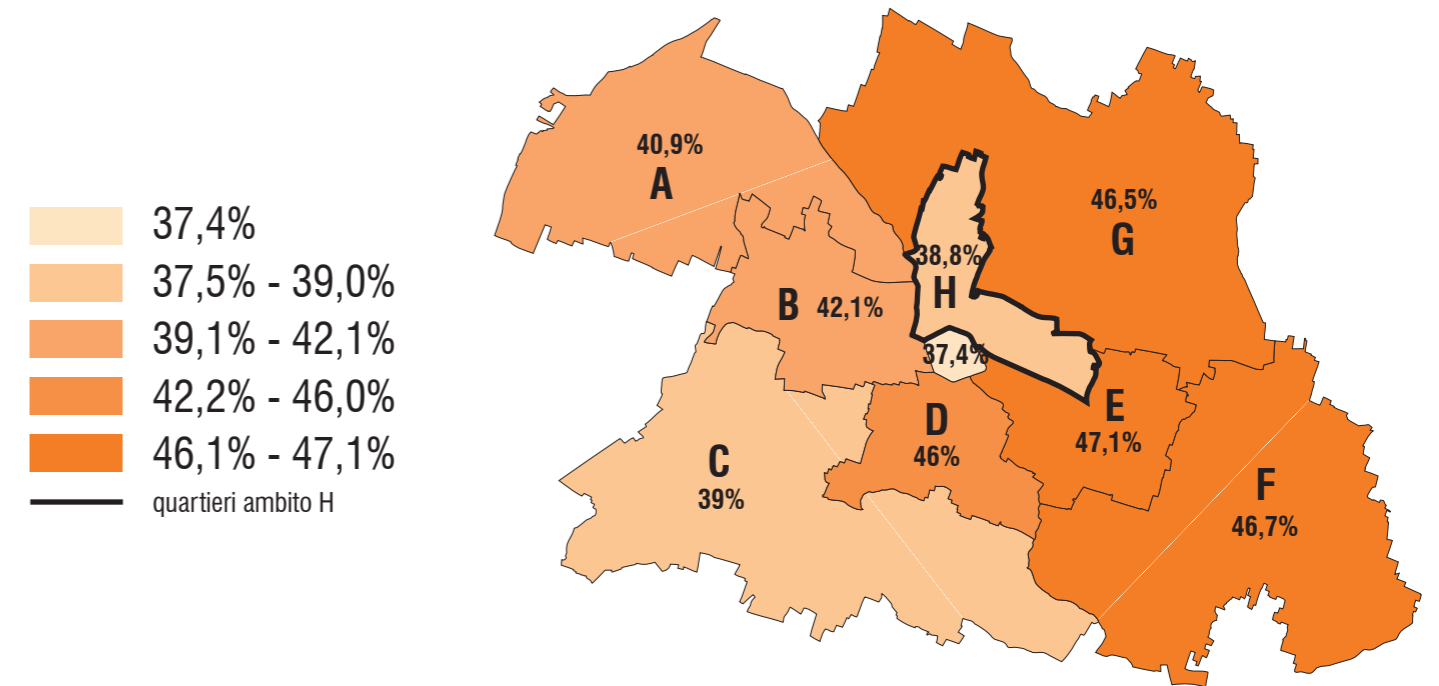 37,4%
37,5% - 39,0%
39,1% - 42,1%
42,2% - 46,0%
46,1% - 47,1%
quartieri ambito H
40,9%
A
46,5%
G
38,8%
H
B 42,1%
37,4%
D
46%
E
47,1%
C
39%
F
46,7%